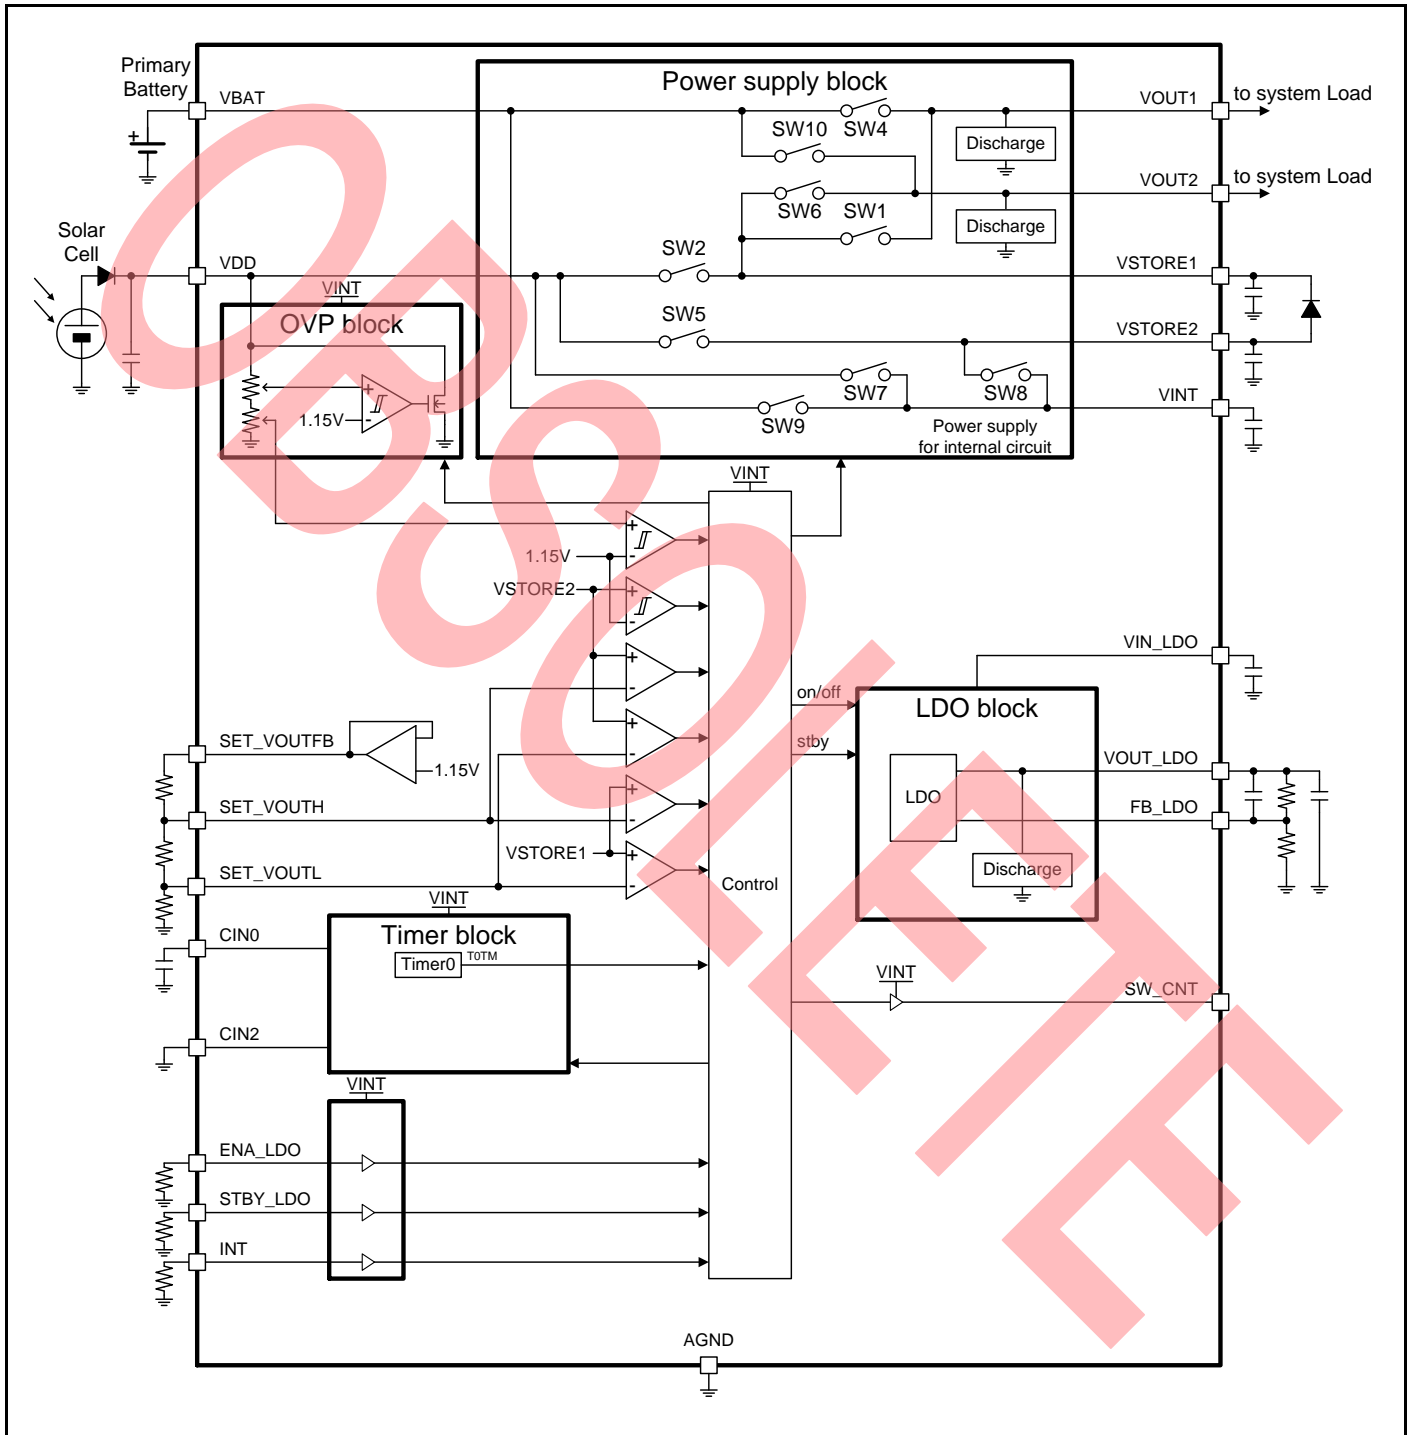 Primary
Battery
VBAT
Power supply block
VOUT1
to system Load
SW10
SW4
Discharge
VOUT2
to system Load
SW6
SW1
Discharge
Solar
Cell
VDD
SW2
VSTORE1
VINT
OVP block
SW5
VSTORE2
SW7
SW8
VINT
1.15V
SW9
Power supply
for internal circuit
VINT
1.15V
VSTORE2
VIN_LDO
on/off
LDO block
stby
SET_VOUTFB
1.15V
VOUT_LDO
LDO
SET_VOUTH
FB_LDO
VSTORE1
SET_VOUTL
Control
Discharge
VINT
CIN0
Timer block
Timer0
T0TM
VINT
SW_CNT
CIN2
VINT
ENA_LDO
STBY_LDO
INT
AGND
OBSOLETE